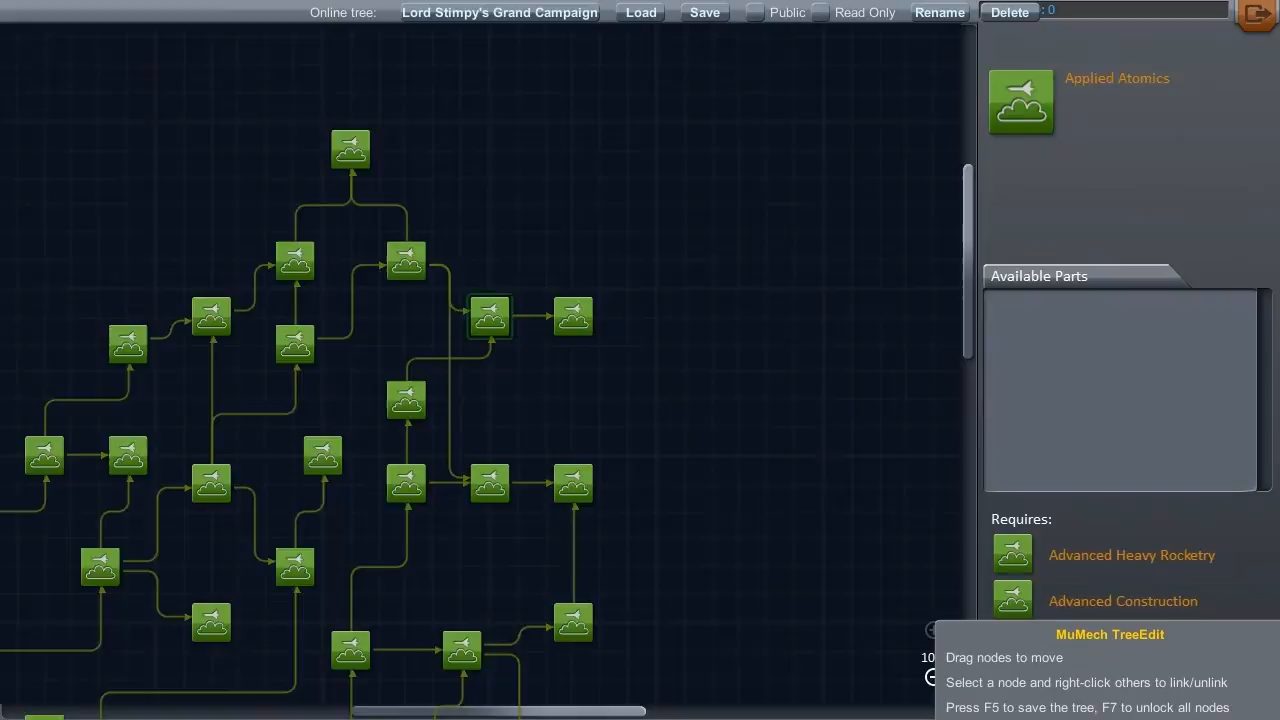 Online tree: Lord Stimpy's Grand Campaign Load Save Public Read Only Rename Delete : 0
Applied Atomics
Available Parts
Requires:
Advanced Heavy Rocketry
Advanced Construction
MuMech TreeEdit
10
Drag nodes to move
Select a node and right-click others to link/unlink
Press F5 to save the tree, F7 to unlock all nodes